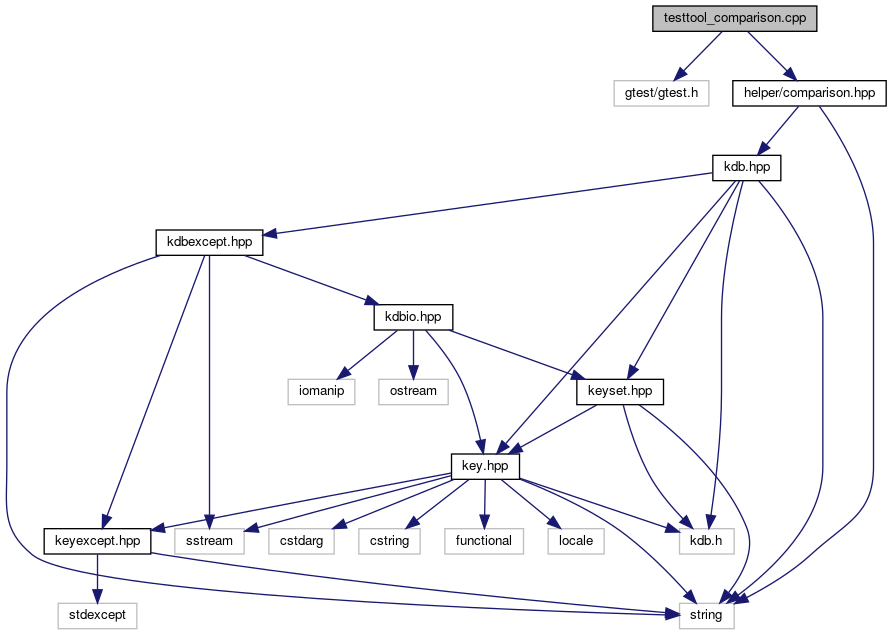 testtool_comparison.cpp
gtest/gtest.h
helper/comparison.hpp
kdb.hpp
kdbexcept.hpp
kdbio.hpp
iomanip
ostream
keyset.hpp
key.hpp
keyexcept.hpp
sstream
cstdarg
cstring
functional
locale
kdb.h
stdexcept
string